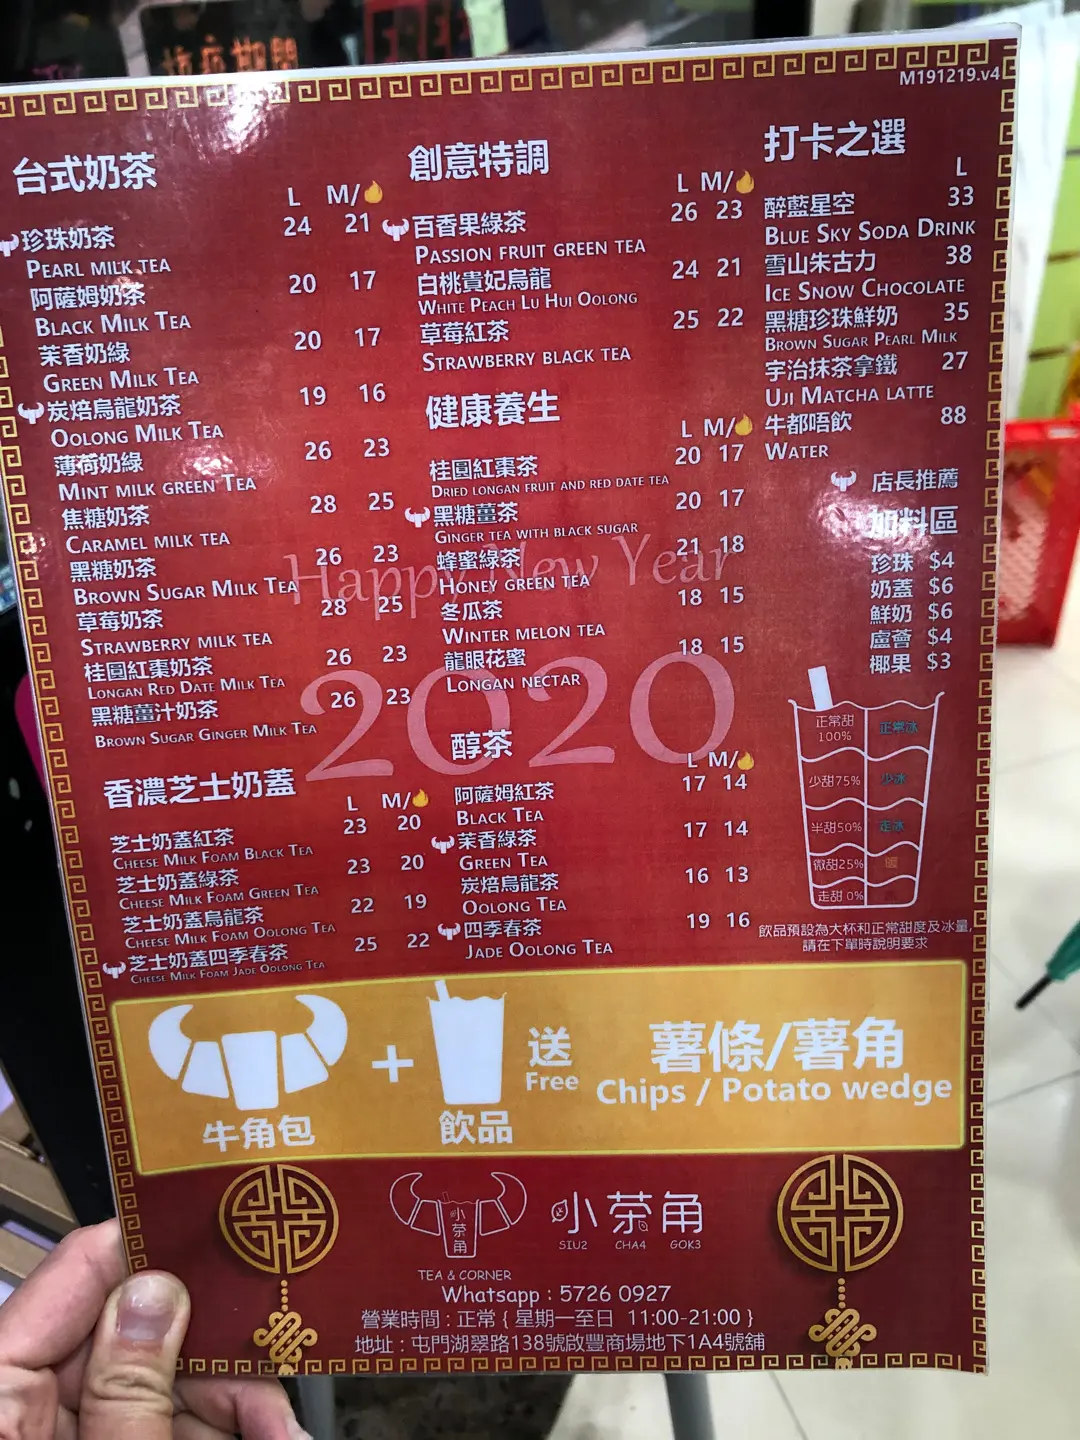 M191219.v4
台式奶茶
L M/
珍珠奶茶 24 21
PEARL MILK TEA
阿薩姆奶茶 20 17
BLACK MILK TEA
茉香奶綠 20 17
GREEN MILK TEA
炭焙烏龍奶茶 19 16
OOLONG MILK TEA
薄荷奶綠 26 23
MINT MILK GREEN TEA
焦糖奶茶 28 25
CARAMEL MILK TEA
黑糖奶茶 26 23
BROWN SUGAR MILK TEA
草莓奶茶 28 25
STRAWBERRY MILK TEA
桂圓紅棗奶茶 26 23
LONGAN RED DATE MILK TEA
黑糖薑汁奶茶 26 23
BROWN SUGAR GINGER MILK TEA
香濃芝士奶蓋
L M/
芝士奶蓋紅茶 23 20
CHEESE MILK FOAM BLACK TEA
芝士奶蓋綠茶 23 20
CHEESE MILK FOAM GREEN TEA
芝士奶蓋烏龍茶 22 19
CHEESE MILK FOAM OOLONG TEA
芝士奶蓋四季春茶 25 22
CHEESE MILK FOAM JADE OOLONG TEA
創意特調
L M/
百香果綠茶 26 23
PASSION FRUIT GREEN TEA
白桃貴妃烏龍 24 21
WHITE PEACH LU HUI OOLONG
草莓紅茶 25 22
STRAWBERRY BLACK TEA
健康養生
L M/
桂圓紅棗茶 20 17
DRIED LONGAN FRUIT AND RED DATE TEA
黑糖薑茶 20 17
GINGER TEA WITH BLACK SUGAR
蜂蜜綠茶 21 18
HONEY GREEN TEA
冬瓜茶 18 15
WINTER MELON TEA
龍眼花蜜 18 15
LONGAN NECTAR
Happy New Year
2020
醇茶
L M/
阿薩姆紅茶 17 14
BLACK TEA
茉香綠茶 17 14
GREEN TEA
炭焙烏龍茶 16 13
OOLONG TEA
四季春茶 19 16
JADE OOLONG TEA
打卡之選
L
醉藍星空 33
BLUE SKY SODA DRINK
雪山朱古力 38
ICE SNOW CHOCOLATE
黑糖珍珠鮮奶 35
BROWN SUGAR PEARL MILK
宇治抹茶拿鐵 27
UJI MATCHA LATTE
牛都唔飲 88
WATER
店長推薦
加料區
珍珠 $4
奶蓋 $6
鮮奶 $6
蘆薈 $4
椰果 $3
正常甜 100% 正常冰
少甜75% 少冰
半甜50% 走冰
微甜25%
走甜 0%
飲品預設為大杯和正常甜度及冰量,
請在下單時說明要求
牛角包 + 飲品 送 Free 薯條/薯角
Chips / Potato wedge
小茶角
小茶角
SIU2 CHA4 GOK3
TEA & CORNER
Whatsapp : 5726 0927
營業時間 : 正常 { 星期一至日 11:00-21:00 }
地址 : 屯門湖翠路138號啟豐商場地下1A4號舖